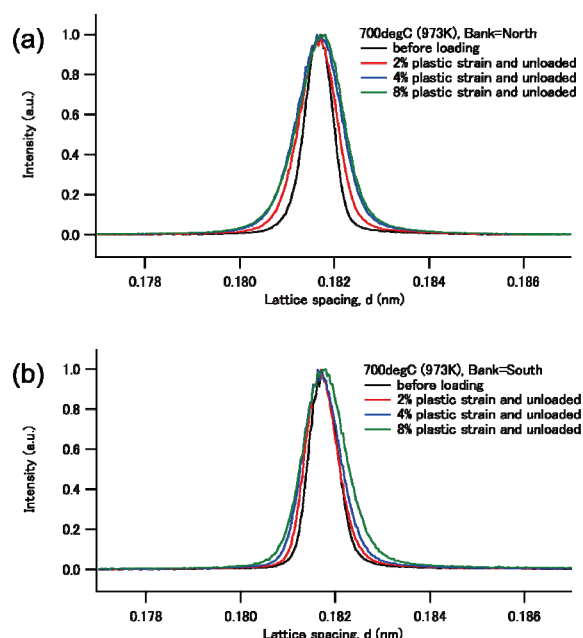 (a)
700degC (973K), Bank=North
before loading
2% plastic strain and unloaded
4% plastic strain and unloaded
8% plastic strain and unloaded
Intensity (a.u.)
1.0
0.8
0.6
0.4
0.2
0.0
0.178
0.180
0.182
0.184
0.186
Lattice spacing, d (nm)
(b)
700degC (973K), Bank=South
before loading
2% plastic strain and unloaded
4% plastic strain and unloaded
8% plastic strain and unloaded
Intensity (a.u.)
1.0
0.8
0.6
0.4
0.2
0.0
0.178
0.180
0.182
0.184
0.186
Lattice spacing, d (nm)